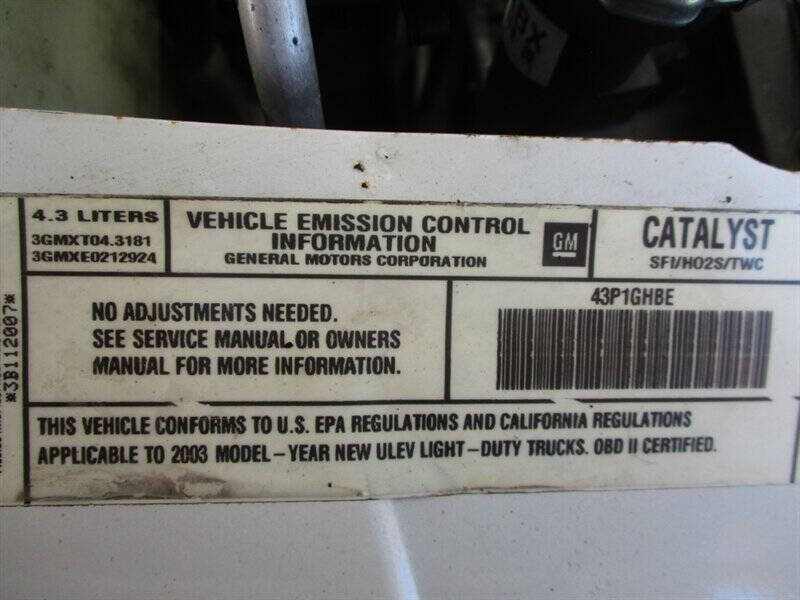 4.3 LITERS
3GMXT04.3181
3GMXE0212924
VEHICLE EMISSION CONTROL
INFORMATION
GENERAL MOTORS CORPORATION
GM
CATALYST
SFI/HO2S/TWC
NO ADJUSTMENTS NEEDED.
SEE SERVICE MANUAL OR OWNERS
MANUAL FOR MORE INFORMATION.
43P1GHBE
*3B112007*
THIS VEHICLE CONFORMS TO U.S. EPA REGULATIONS AND CALIFORNIA REGULATIONS
APPLICABLE TO 2003 MODEL-YEAR NEW ULEV LIGHT-DUTY TRUCKS. OBD II CERTIFIED.